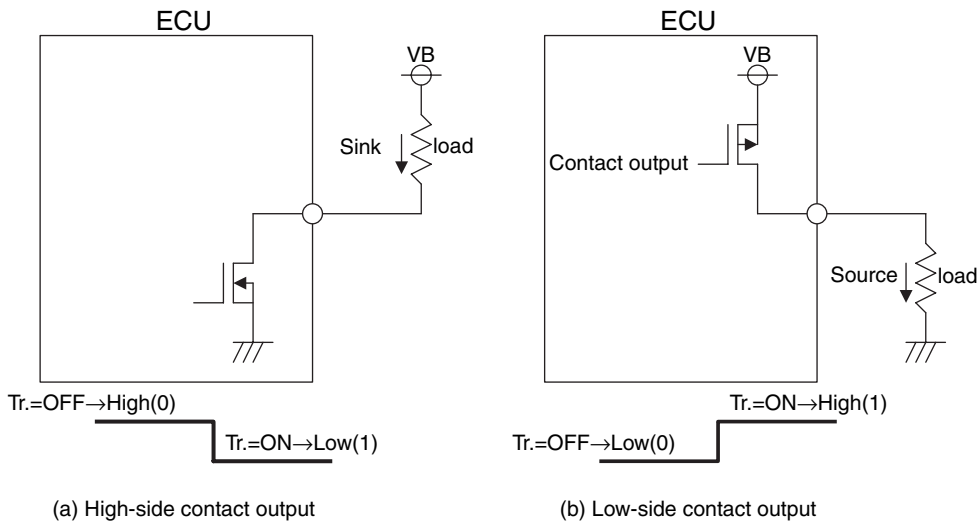 ECU
VB
Sink
load
Tr.=OFF→High(0)
Tr.=ON→Low(1)
(a) High-side contact output
ECU
VB
Contact output
Source
load
Tr.=ON→High(1)
Tr.=OFF→Low(0)
(b) Low-side contact output